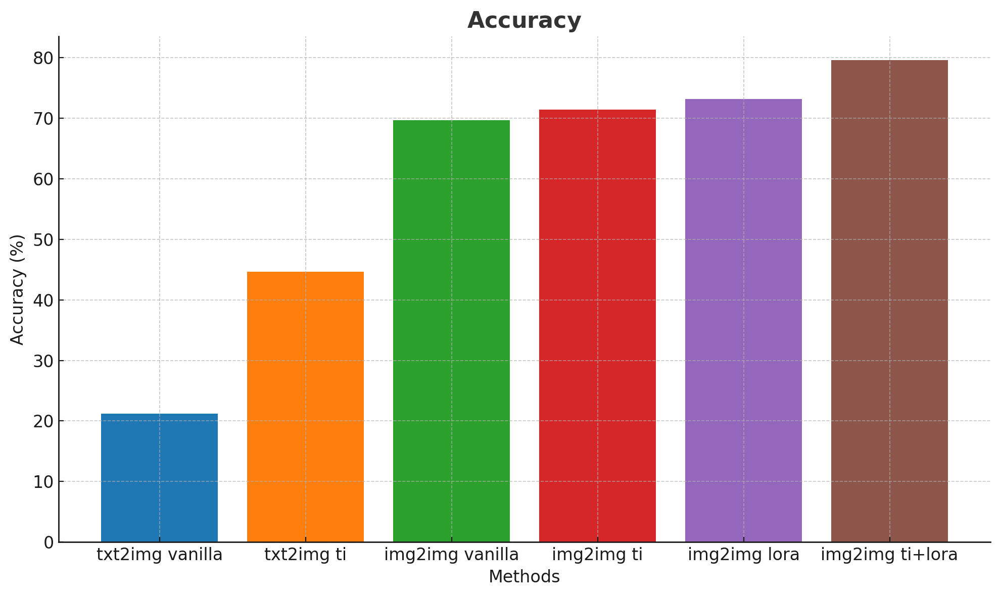 Accuracy
80
70
60
50
40
30
20
10
0
Accuracy (%)
txt2img vanilla
txt2img ti
img2img vanilla
img2img ti
img2img lora
img2img ti+lora
Methods